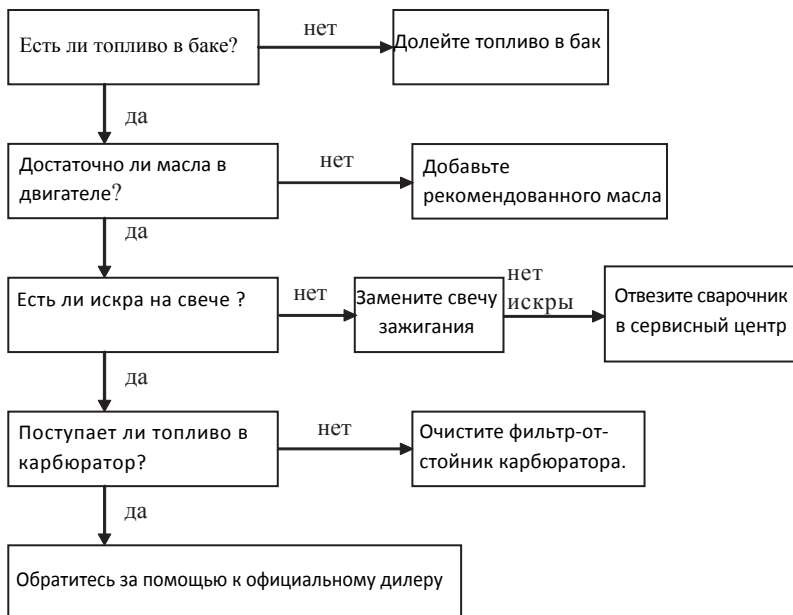 Есть ли топливо в баке?
нет
Долейте топливо в бак
да
Достаточно ли масла в
двигателе?
нет
Добавьте
рекомендованного масла
да
Есть ли искра на свече ?
нет
Замените свечу
зажигания
нет
искры
Отвезите сварочник
в сервисный центр
да
Поступает ли топливо в
карбюратор?
нет
Очистите фильтр-от-
стойник карбюратора.
да
Обратитесь за помощью к официальному дилеру